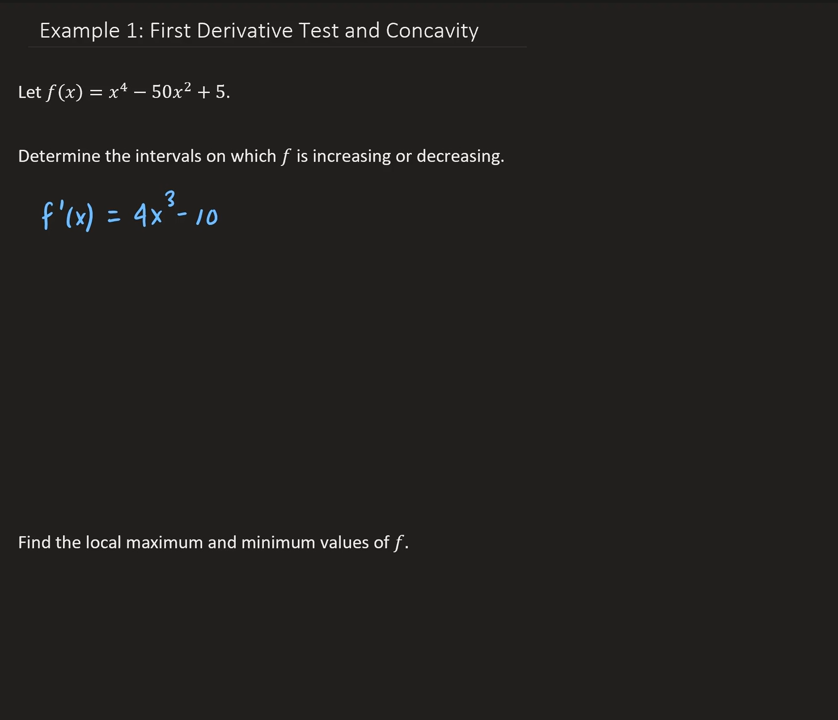 Example 1: First Derivative Test and Concavity
Let f(x) = x⁴ − 50x² + 5.
Determine the intervals on which f is increasing or decreasing.
f'(x) = 4x³ - 10
Find the local maximum and minimum values of f.